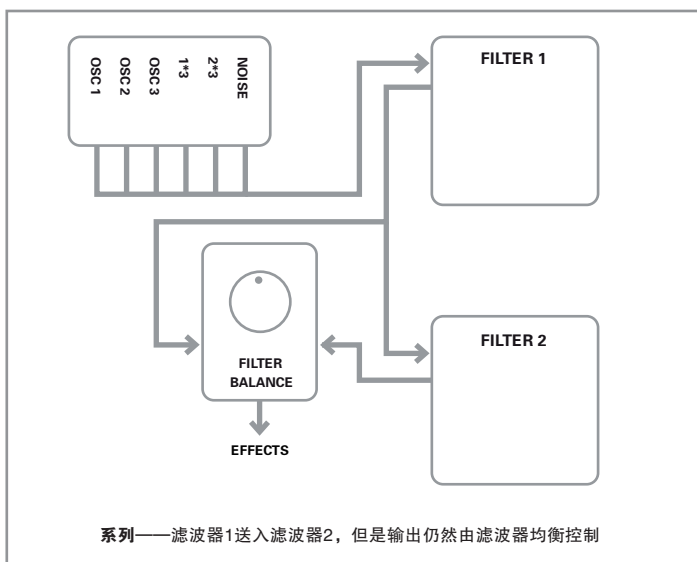 OSC 1
OSC 2
OSC 3
1*3
2*3
NOISE
FILTER 1
FILTER 2
FILTER
BALANCE
EFFECTS
系列——滤波器1送入滤波器2，但是输出仍然由滤波器均衡控制